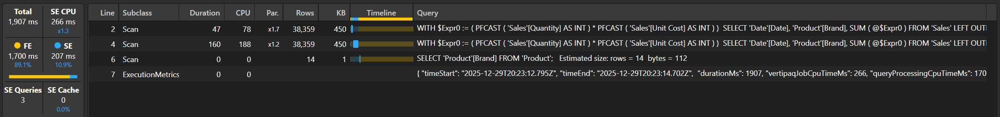 Total SE CPU
1,907 ms 266 ms
x1.3
FE SE
1,700 ms 207 ms
89.1% 10.9%
SE Queries SE Cache
3 0
0.0%
Line Subclass Duration CPU Par. Rows KB Timeline Query
2 Scan 47 78 x1.7 38,359 450 WITH $Expr0 := ( PFCAST ( 'Sales'[Quantity] AS INT ) * PFCAST ( 'Sales'[Unit Cost] AS INT ) ) SELECT 'Date'[Date], 'Product'[Brand], SUM ( @$Expr0 ) FROM 'Sales' LEFT OUT
4 Scan 160 188 x1.2 38,359 450 WITH $Expr0 := ( PFCAST ( 'Sales'[Quantity] AS INT ) * PFCAST ( 'Sales'[Unit Cost] AS INT ) ) SELECT 'Date'[Date], 'Product'[Brand], SUM ( @$Expr0 ) FROM 'Sales' LEFT OUT
6 Scan 0 0 14 1 SELECT 'Product'[Brand] FROM 'Product'; Estimated size: rows = 14 bytes = 112
7 ExecutionMetrics 0 0 { "timeStart": "2025-12-29T20:23:12.795Z", "timeEnd": "2025-12-29T20:23:14.702Z", "durationMs": 1907, "vertipaqJobCpuTimeMs": 266, "queryProcessingCpuTimeMs": 170